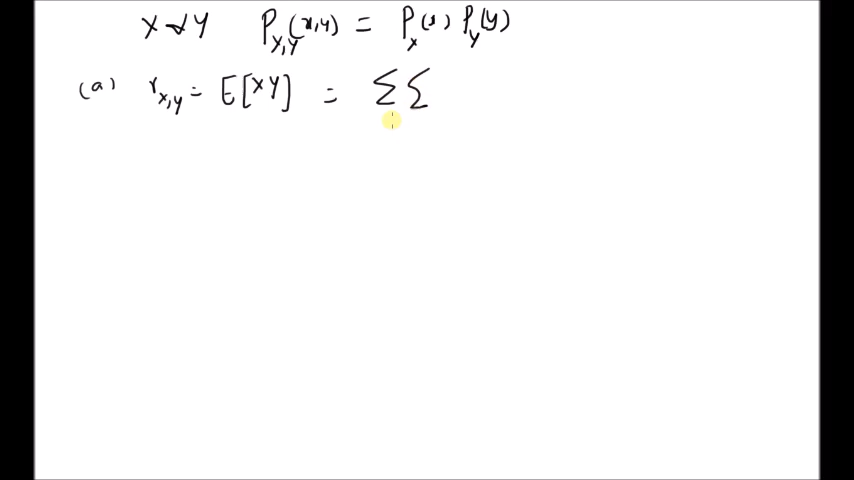 X & Y P_{X,Y}(x,y) = P_x(x) P_y(y)
(a) r_{x,y} = E[XY] = ΣΣ